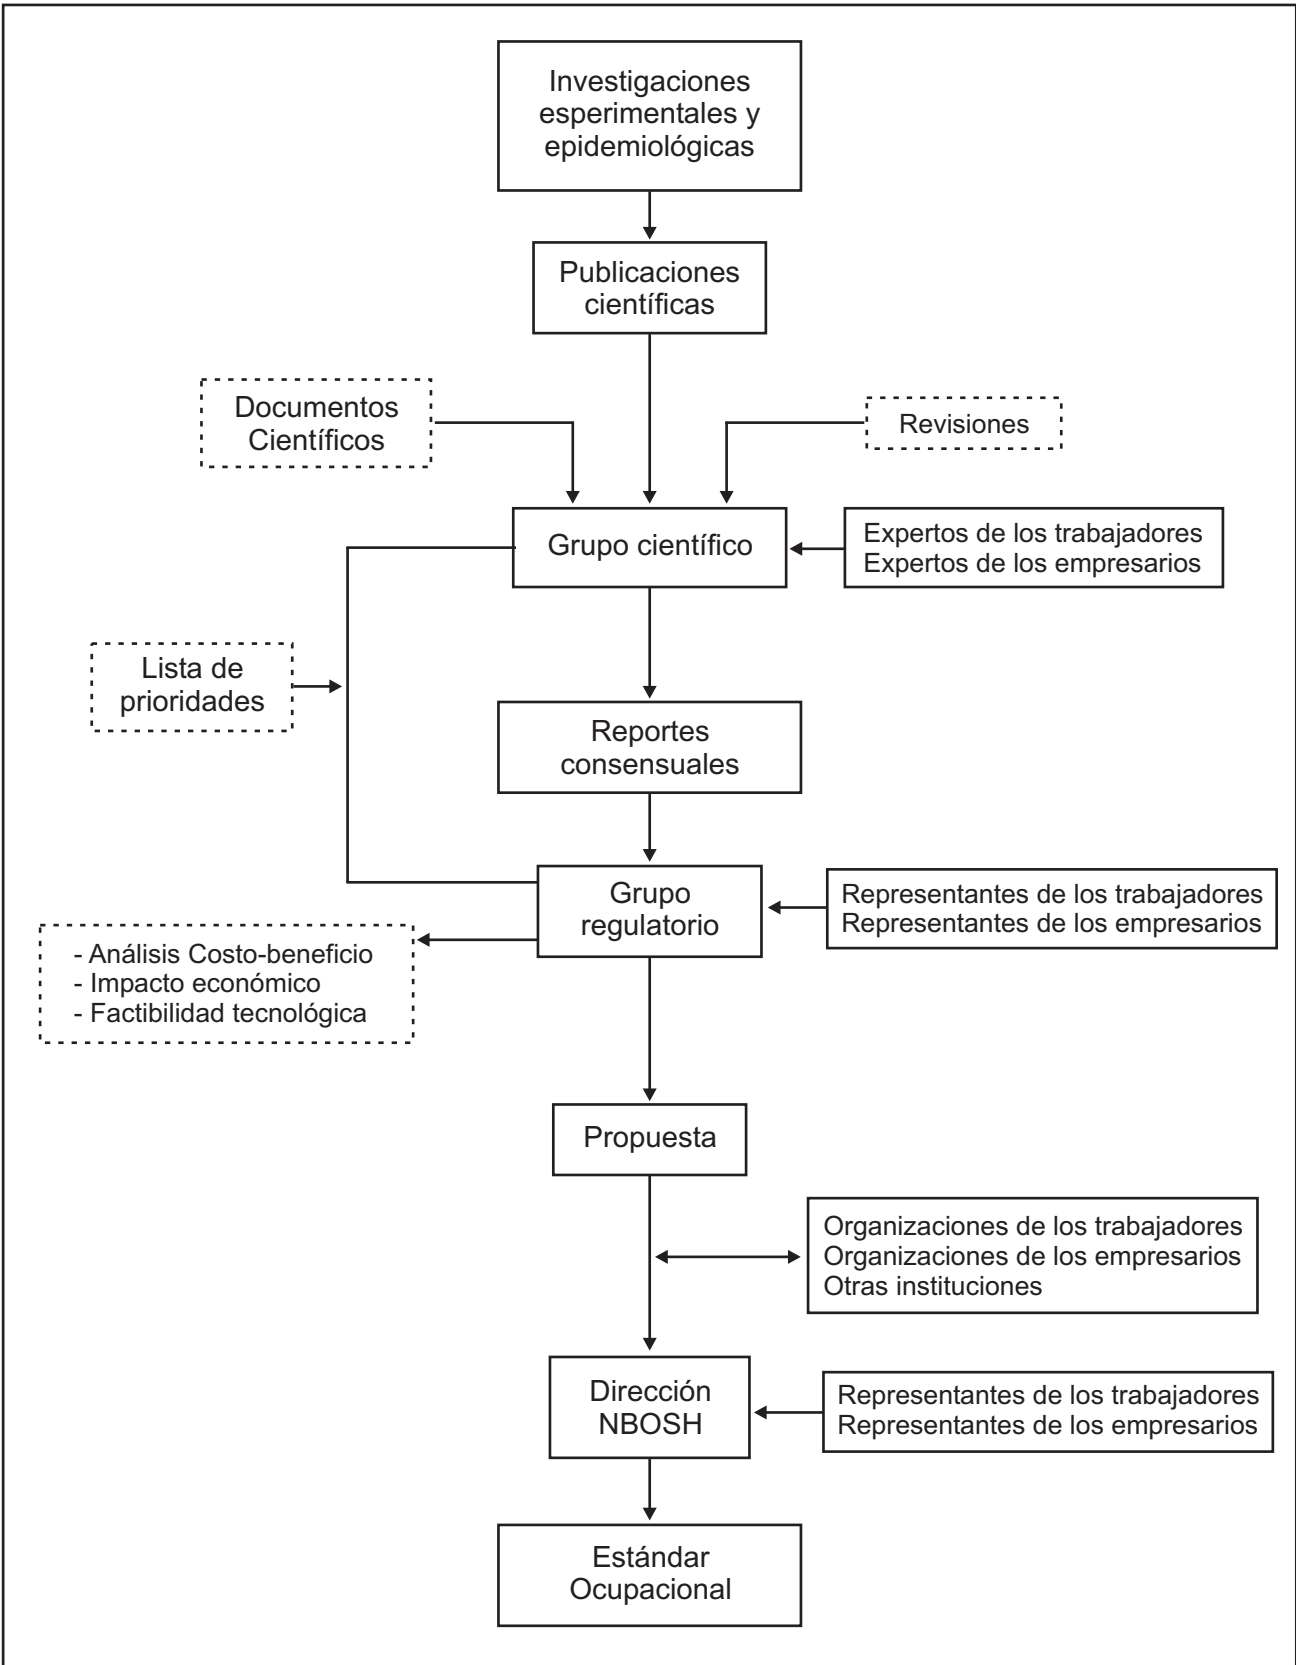 Investigaciones
esperimentales y
epidemiológicas
Publicaciones
científicas
Documentos
Científicos
Revisiones
Grupo científico
Expertos de los trabajadores
Expertos de los empresarios
Lista de
prioridades
Reportes
consensuales
Grupo
regulatorio
Representantes de los trabajadores
Representantes de los empresarios
- Análisis Costo-beneficio
- Impacto económico
- Factibilidad tecnológica
Propuesta
Organizaciones de los trabajadores
Organizaciones de los empresarios
Otras instituciones
Dirección
NBOSH
Representantes de los trabajadores
Representantes de los empresarios
Estándar
Ocupacional